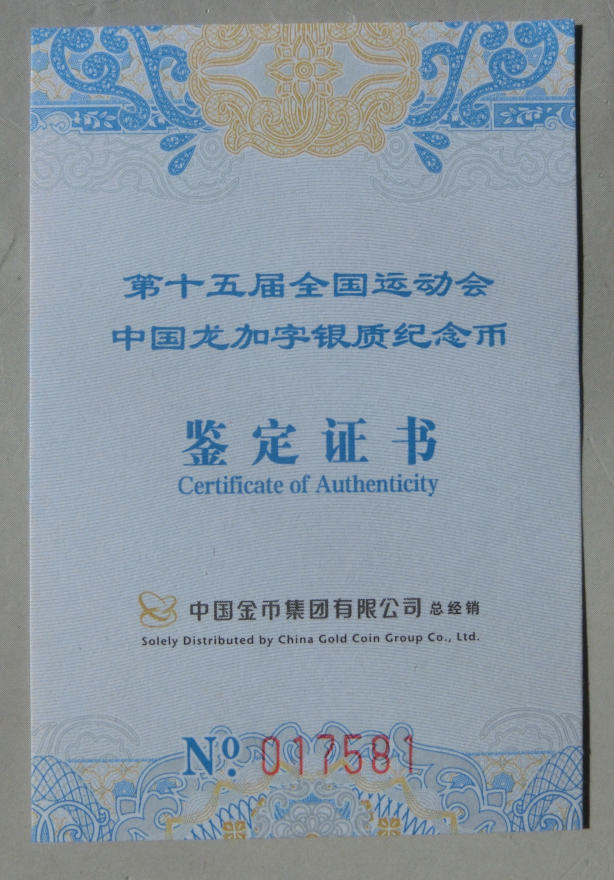 第十五届全国运动会
中国龙加字银质纪念币
鉴定证书
Certificate of Authenticity
中国金币集团有限公司 总经销
Solely Distributed by China Gold Coin Group Co., Ltd.
Nº. 017581